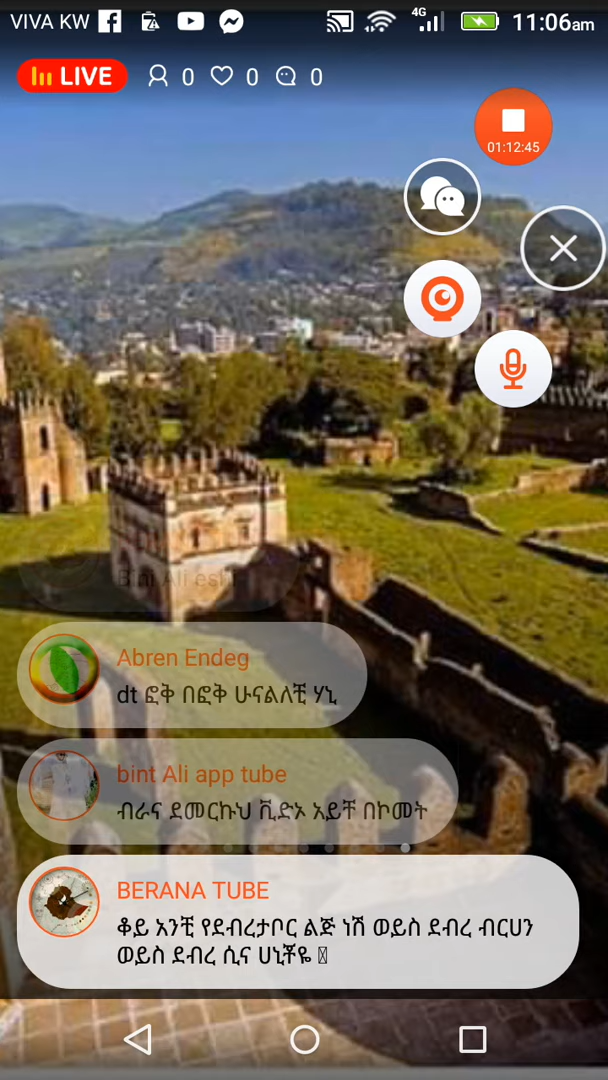 VIVA KW
4G
11:06am
LIVE 0 0 0
01:12:45
Bint Ali
Abren Endeg
dt ፎቅ በፎቅ ሁናልለቺ ሃኒ
bint Ali app tube
ብራና ደመርኩህ ቪድኦ አይቸ በኮመት
BERANA TUBE
ቆይ አንቺ የደብረታቦር ልጅ ነሽ ወይስ ደብረ ብርሀን
ወይስ ደብረ ሲና ሀኒቾዬ